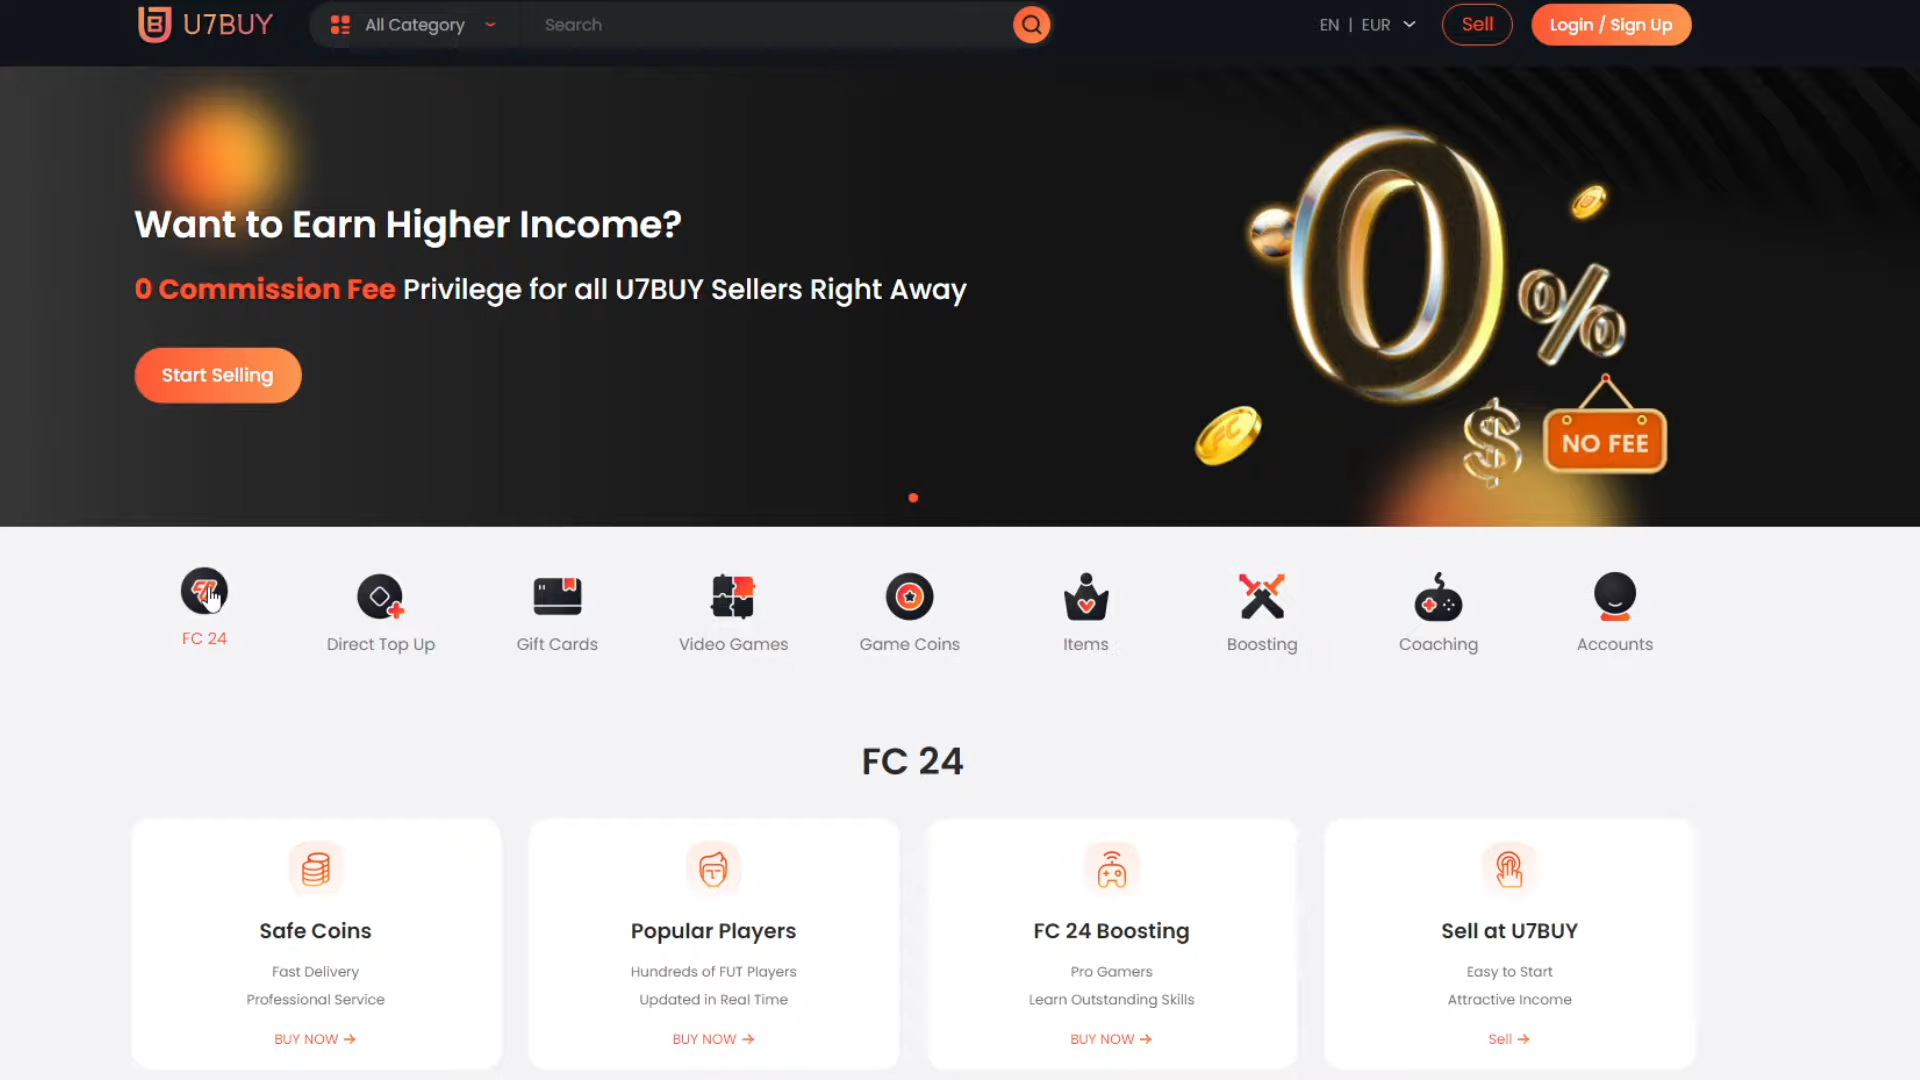 U7BUY
All Category
Search
EN | EUR
Sell
Login / Sign Up
Want to Earn Higher Income?
0 Commission Fee Privilege for all U7BUY Sellers Right Away
Start Selling
0%
$
NO FEE
FC
FC 24
Direct Top Up
Gift Cards
Video Games
Game Coins
Items
Boosting
Coaching
Accounts
FC 24
Safe Coins
Fast Delivery
Professional Service
BUY NOW →
Popular Players
Hundreds of FUT Players
Updated in Real Time
BUY NOW →
FC 24 Boosting
Pro Gamers
Learn Outstanding Skills
BUY NOW →
Sell at U7BUY
Easy to Start
Attractive Income
Sell →